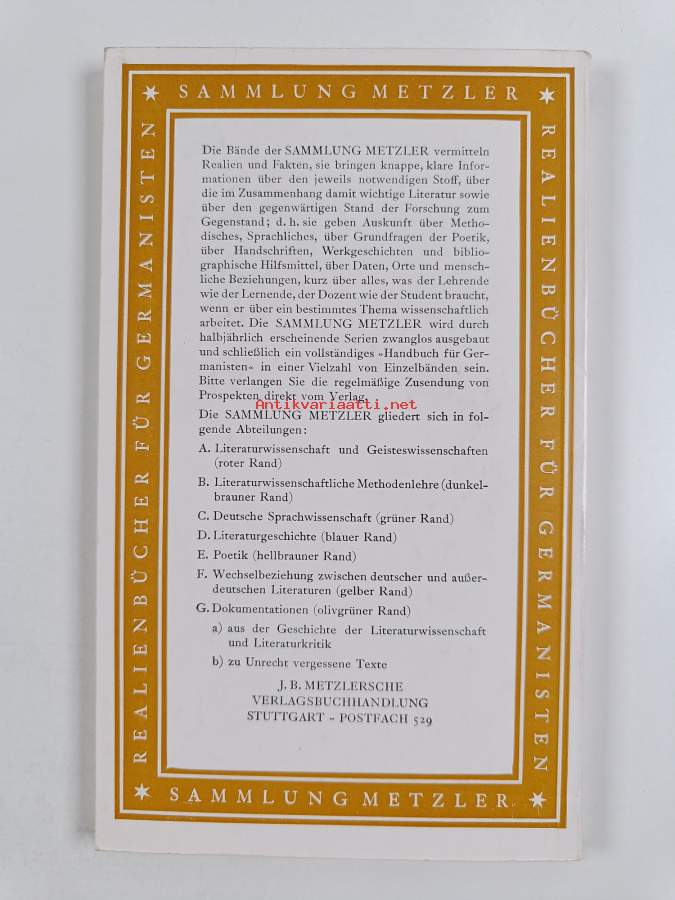 SAMMLUNG METZLER
REALIENBÜCHER FÜR GERMANISTEN
REALIENBÜCHER FÜR GERMANISTEN
Die Bände der SAMMLUNG METZLER vermitteln
Realien und Fakten, sie bringen knappe, klare Infor-
mationen über den jeweils notwendigen Stoff, über
die im Zusammenhang damit wichtige Literatur sowie
über den gegenwärtigen Stand der Forschung zum
Gegenstand; d. h. sie geben Auskunft über Metho-
disches, Sprachliches, über Grundfragen der Poetik,
über Handschriften, Werkgeschichten und biblio-
graphische Hilfsmittel, über Daten, Orte und mensch-
liche Beziehungen, kurz über alles, was der Lehrende
wie der Lernende, der Dozent wie der Student braucht,
wenn er über ein bestimmtes Thema wissenschaftlich
arbeitet. Die SAMMLUNG METZLER wird durch
halbjährlich erscheinende Serien zwanglos ausgebaut
und schließlich ein vollständiges »Handbuch für Ger-
manisten« in einer Vielzahl von Einzelbänden sein.
Bitte verlangen Sie die regelmäßige Zusendung von
Prospekten direkt vom Verlag.
Antikvariaatti.net
Die SAMMLUNG METZLER gliedert sich in fol-
gende Abteilungen:
A. Literaturwissenschaft und Geisteswissenschaften
(roter Rand)
B. Literaturwissenschaftliche Methodenlehre (dunkel-
brauner Rand)
C. Deutsche Sprachwissenschaft (grüner Rand)
D. Literaturgeschichte (blauer Rand)
E. Poetik (hellbrauner Rand)
F. Wechselbeziehung zwischen deutscher und außer-
deutschen Literaturen (gelber Rand)
G. Dokumentationen (olivgrüner Rand)
a) aus der Geschichte der Literaturwissenschaft
und Literaturkritik
b) zu Unrecht vergessene Texte
J. B. METZLERSCHE
VERLAGSBUCHHANDLUNG
STUTTGART – POSTFACH 529
SAMMLUNG METZLER